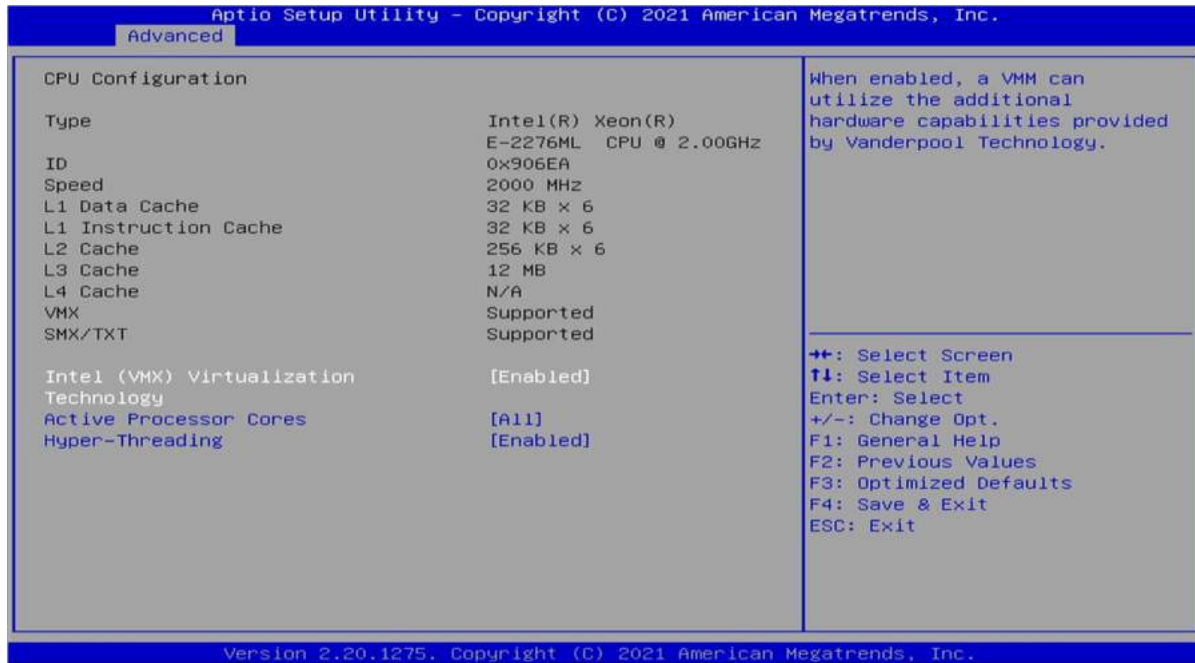 Aptio Setup Utility – Copyright (C) 2021 American Megatrends, Inc.
Advanced
CPU Configuration
Type Intel(R) Xeon(R)
E-2276ML CPU @ 2.00GHz
ID 0x906EA
Speed 2000 MHz
L1 Data Cache 32 KB x 6
L1 Instruction Cache 32 KB x 6
L2 Cache 256 KB x 6
L3 Cache 12 MB
L4 Cache N/A
VMX Supported
SMX/TXT Supported
Intel (VMX) Virtualization [Enabled]
Technology
Active Processor Cores [All]
Hyper-Threading [Enabled]
When enabled, a VMM can
utilize the additional
hardware capabilities provided
by Vanderpool Technology.
→←: Select Screen
↑↓: Select Item
Enter: Select
+/-: Change Opt.
F1: General Help
F2: Previous Values
F3: Optimized Defaults
F4: Save & Exit
ESC: Exit
Version 2.20.1275. Copyright (C) 2021 American Megatrends, Inc.